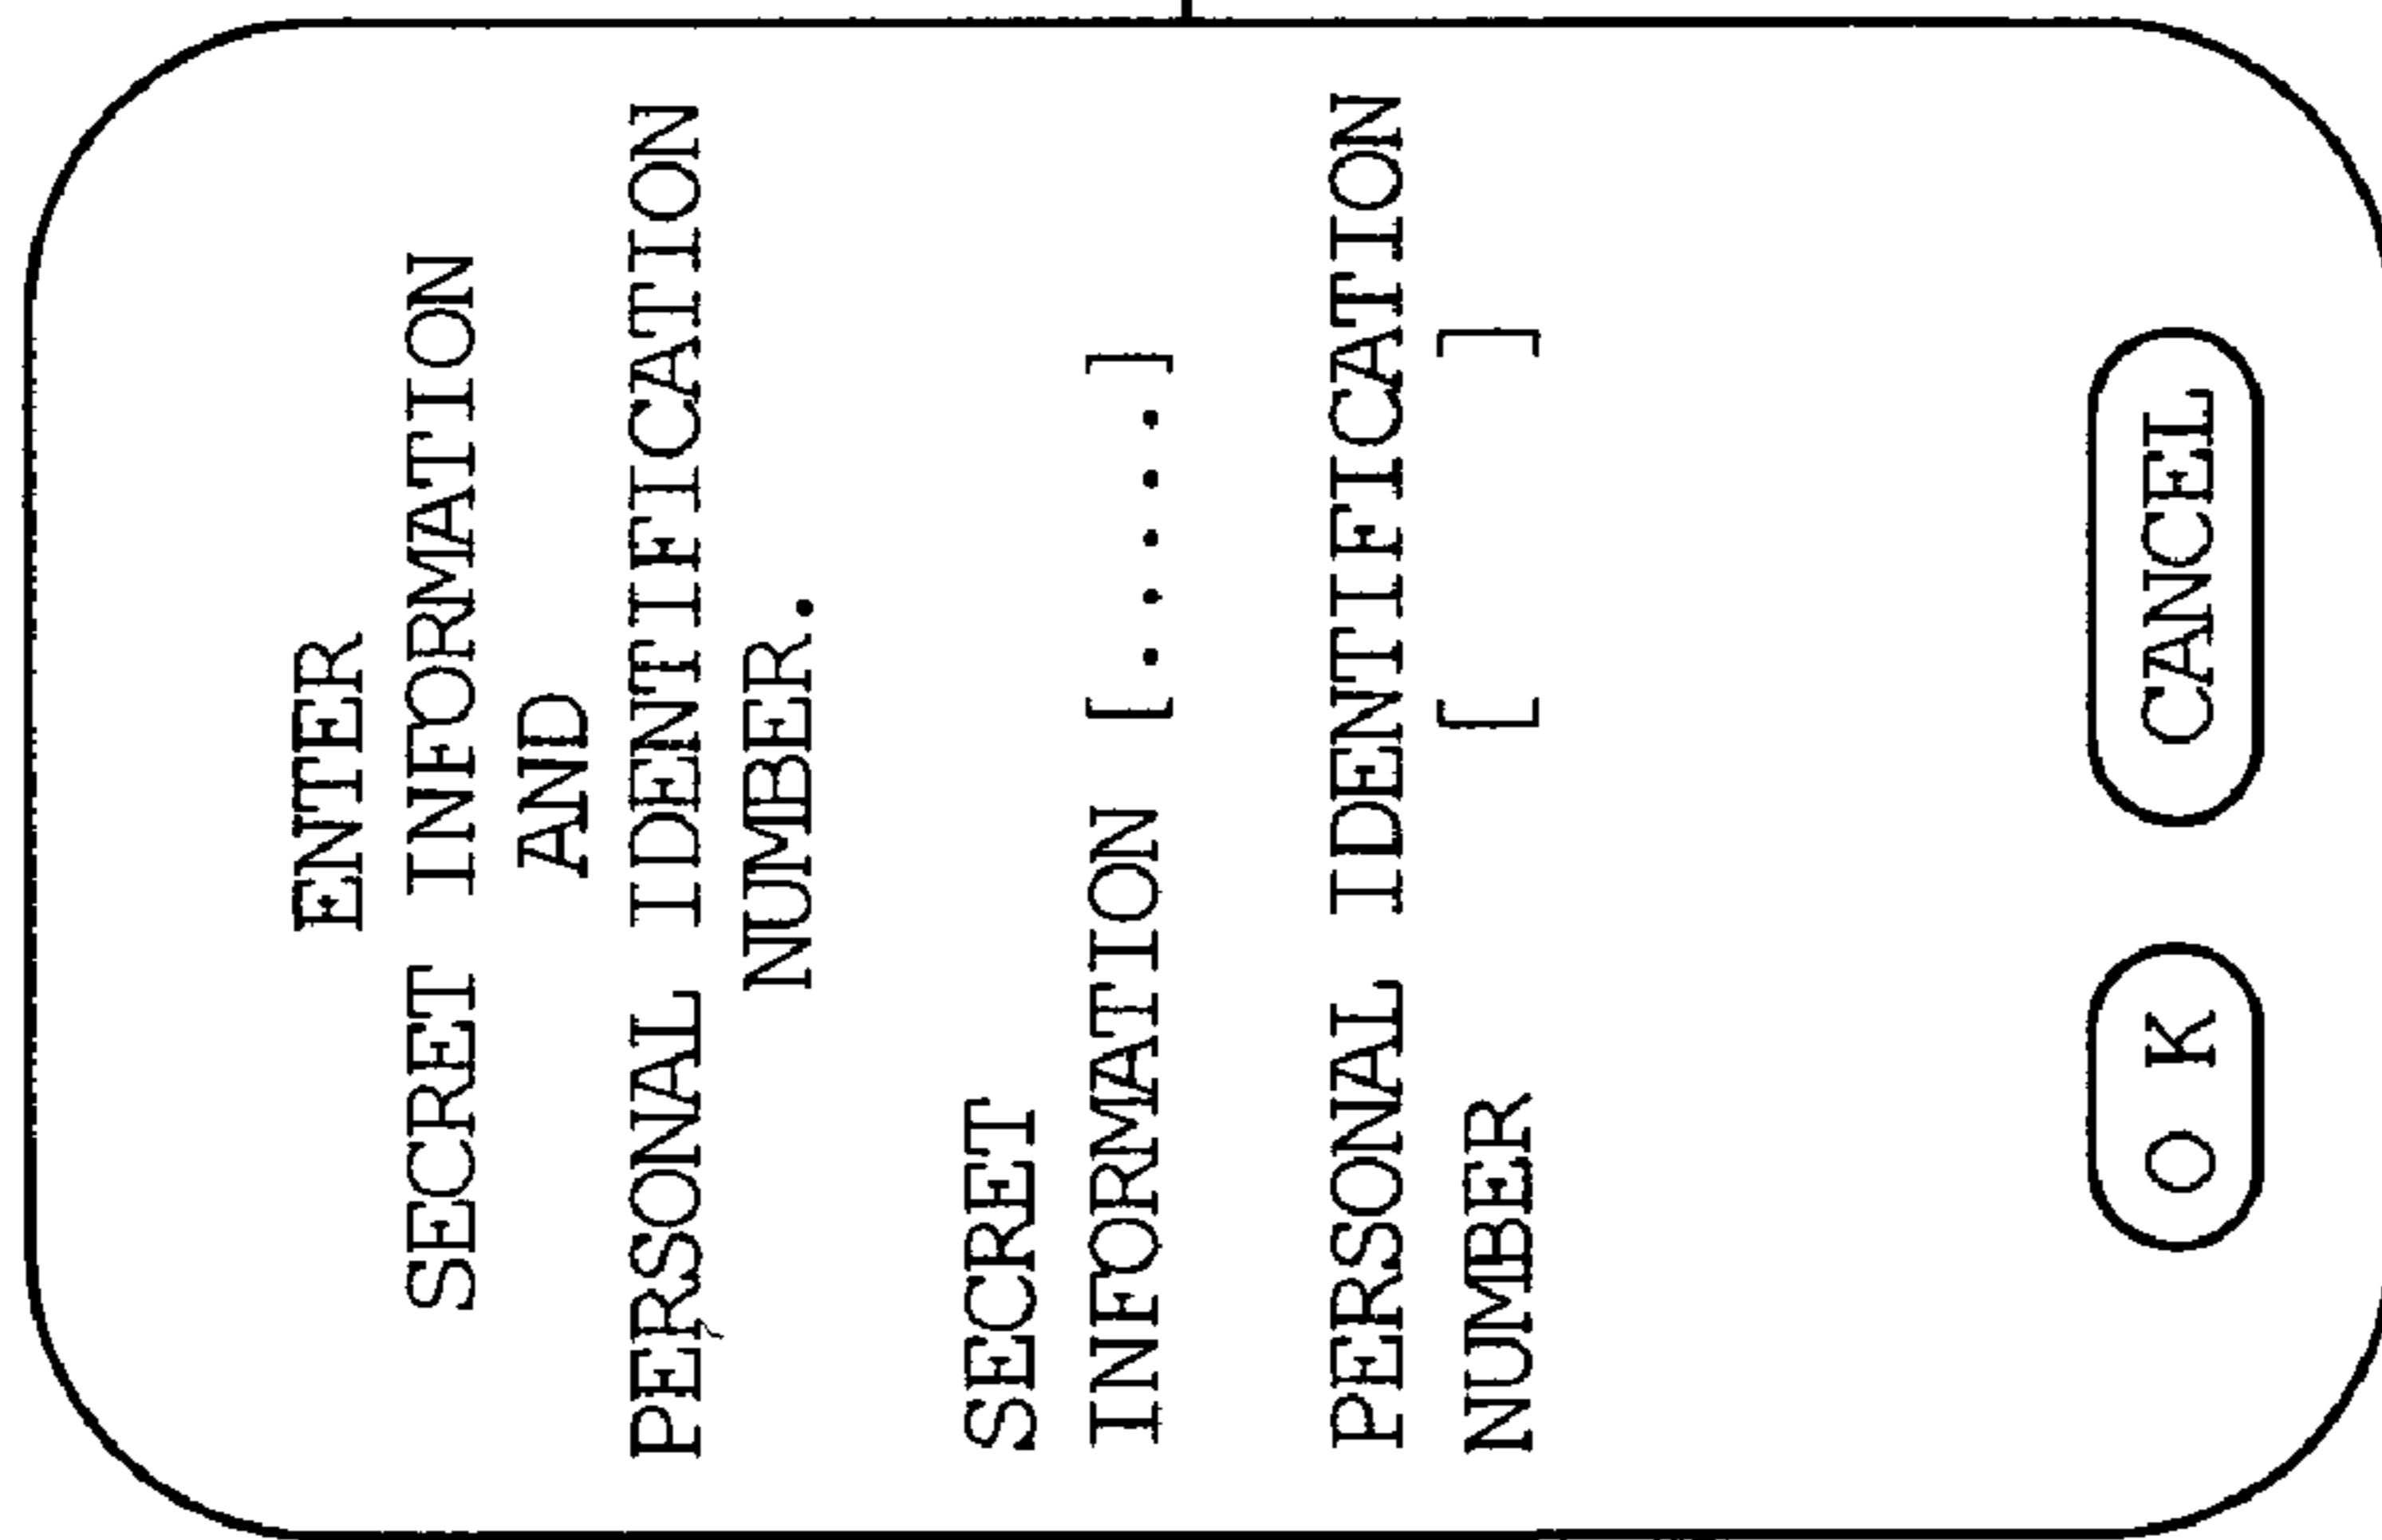 ENTER
SECRET INFORMATION
AND
PERSONAL IDENTIFICATION
NUMBER.
SECRET
INFORMATION [.....]
PERSONAL IDENTIFICATION
NUMBER [ ]
OK CANCEL